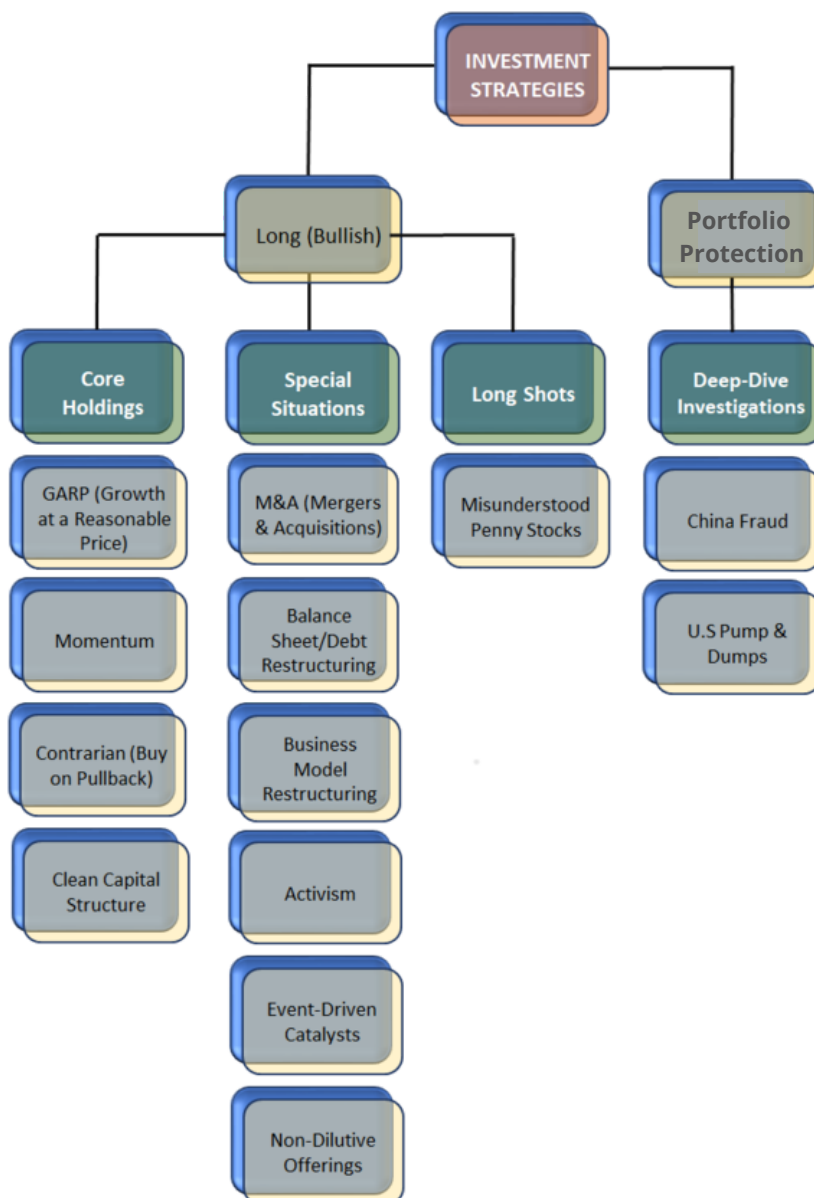 INVESTMENT
STRATEGIES
Long (Bullish)
Portfolio
Protection
Core
Holdings
Special
Situations
Long Shots
Deep-Dive
Investigations
GARP (Growth
at a Reasonable
Price)
Momentum
Contrarian (Buy
on Pullback)
Clean Capital
Structure
M&A (Mergers
& Acquisitions)
Balance
Sheet/Debt
Restructuring
Business
Model
Restructuring
Activism
Event-Driven
Catalysts
Non-Dilutive
Offerings
Misunderstood
Penny Stocks
China Fraud
U.S Pump &
Dumps